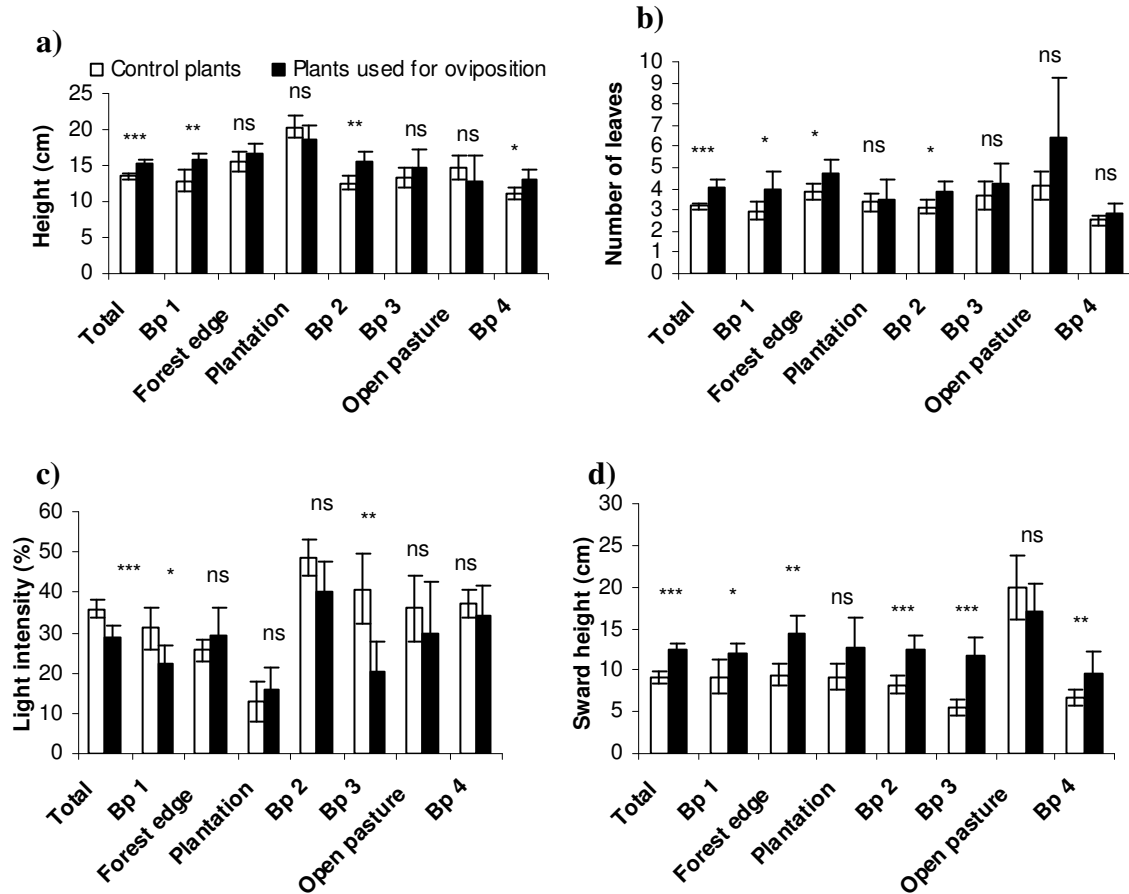 a)
Control plants Plants used for oviposition
Height (cm)
25
20
15
10
5
0
*** ** ns ns ** ns ns *
Total Bp 1 Forest edge Plantation Bp 2 Bp 3 Open pasture Bp 4
b)
Number of leaves
10
9
8
7
6
5
4
3
2
1
0
*** * * ns * ns ns ns
Total Bp 1 Forest edge Plantation Bp 2 Bp 3 Open pasture Bp 4
c)
Light intensity (%)
60
50
40
30
20
10
0
*** * ns ns ns ** ns ns
Total Bp 1 Forest edge Plantation Bp 2 Bp 3 Open pasture Bp 4
d)
Sward height (cm)
30
25
20
15
10
5
0
*** * ** ns *** *** ns **
Total Bp 1 Forest edge Plantation Bp 2 Bp 3 Open pasture Bp 4